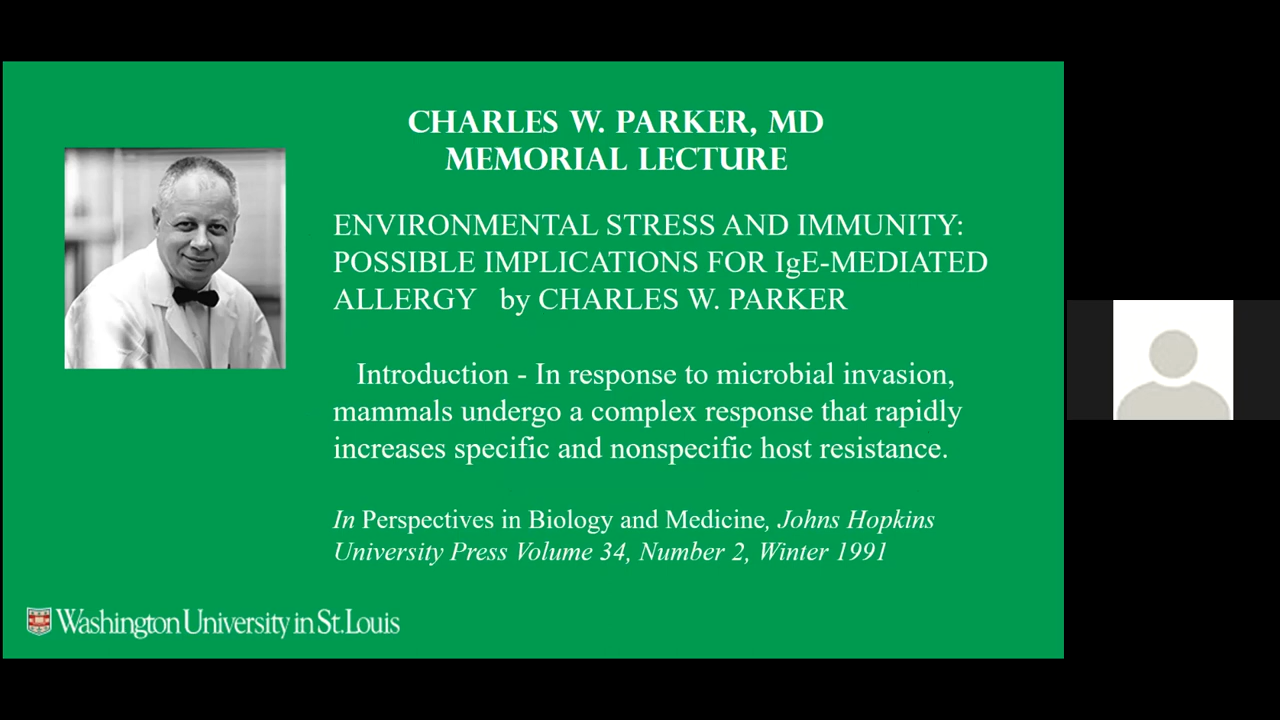 CHARLES W. PARKER, MD
MEMORIAL LECTURE
ENVIRONMENTAL STRESS AND IMMUNITY:
POSSIBLE IMPLICATIONS FOR IgE-MEDIATED
ALLERGY by CHARLES W. PARKER
Introduction - In response to microbial invasion,
mammals undergo a complex response that rapidly
increases specific and nonspecific host resistance.
In Perspectives in Biology and Medicine, Johns Hopkins
University Press Volume 34, Number 2, Winter 1991
Washington University in St. Louis